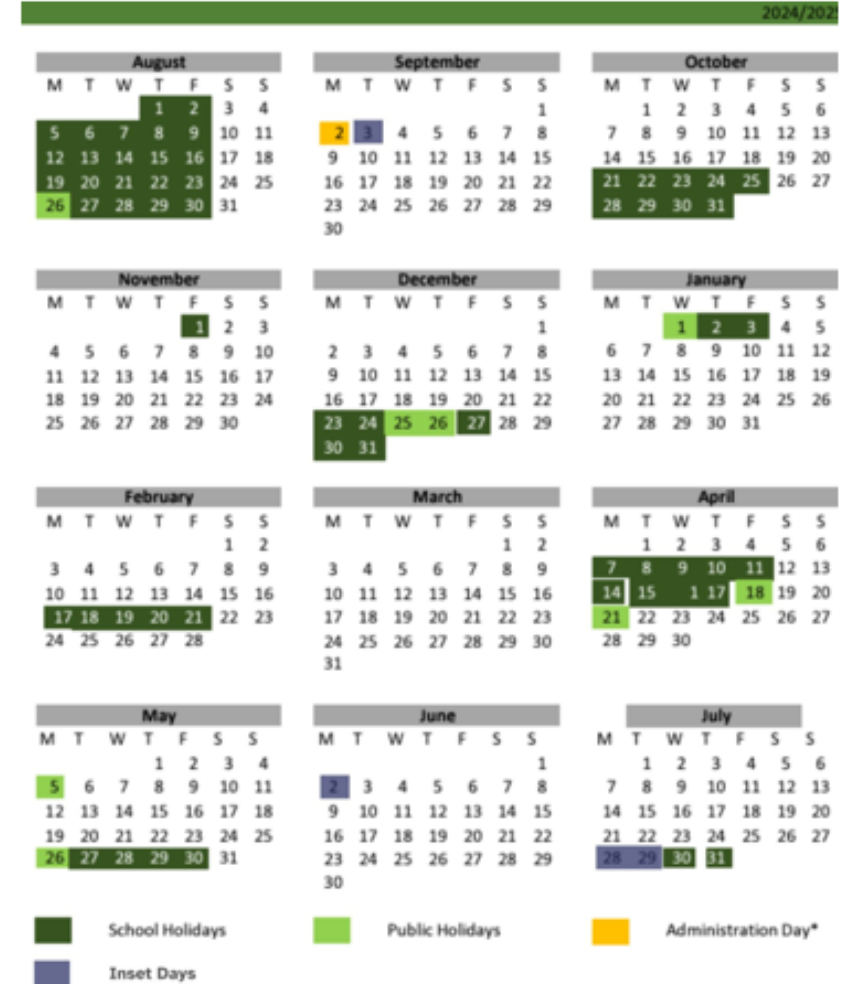 2024/202
August September October
M T W T F S S M T W T F S S M T W T F S S
1 2 3 4 1 1 2 3 4 5 6
5 6 7 8 9 10 11 2 3 4 5 6 7 8 7 8 9 10 11 12 13
12 13 14 15 16 17 18 9 10 11 12 13 14 15 14 15 16 17 18 19 20
19 20 21 22 23 24 25 16 17 18 19 20 21 22 21 22 23 24 25 26 27
26 27 28 29 30 31 23 24 25 26 27 28 29 28 29 30 31
30
November December January
M T W T F S S M T W T F S S M T W T F S S
1 2 3 1 1 2 3 4 5
4 5 6 7 8 9 10 2 3 4 5 6 7 8 6 7 8 9 10 11 12
11 12 13 14 15 16 17 9 10 11 12 13 14 15 13 14 15 16 17 18 19
18 19 20 21 22 23 24 16 17 18 19 20 21 22 20 21 22 23 24 25 26
25 26 27 28 29 30 23 24 25 26 27 28 29 27 28 29 30 31
30 31
February March April
M T W T F S S M T W T F S S M T W T F S S
1 2 1 2 1 2 3 4 5 6
3 4 5 6 7 8 9 3 4 5 6 7 8 9 7 8 9 10 11 12 13
10 11 12 13 14 15 16 10 11 12 13 14 15 16 14 15 1 17 18 19 20
17 18 19 20 21 22 23 17 18 19 20 21 22 23 21 22 23 24 25 26 27
24 25 26 27 28 24 25 26 27 28 29 30 28 29 30
31
May June July
M T W T F S S M T W T F S S M T W T F S S
1 2 3 4 1 1 2 3 4 5 6
5 6 7 8 9 10 11 2 3 4 5 6 7 8 7 8 9 10 11 12 13
12 13 14 15 16 17 18 9 10 11 12 13 14 15 14 15 16 17 18 19 20
19 20 21 22 23 24 25 16 17 18 19 20 21 22 21 22 23 24 25 26 27
26 27 28 29 30 31 23 24 25 26 27 28 29 28 29 30 31
30
School Holidays Public Holidays Administration Day*
Inset Days